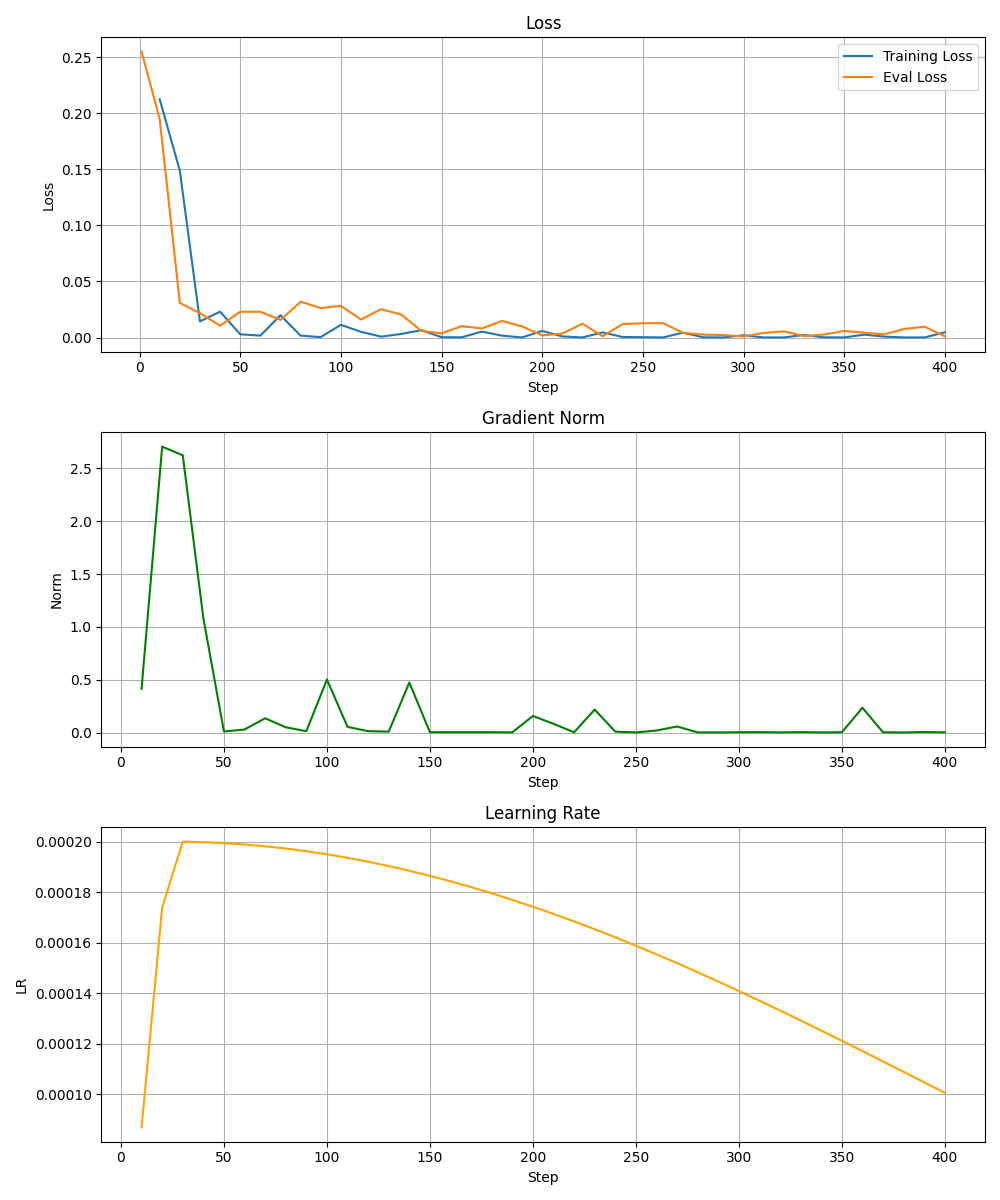 Loss
0.25
0.20
0.15
0.10
0.05
0.00
Loss
Training Loss
Eval Loss
0 50 100 150 200 250 300 350 400
Step
Gradient Norm
2.5
2.0
1.5
1.0
0.5
0.0
Norm
0 50 100 150 200 250 300 350 400
Step
Learning Rate
0.00020
0.00018
0.00016
0.00014
0.00012
0.00010
LR
0 50 100 150 200 250 300 350 400
Step